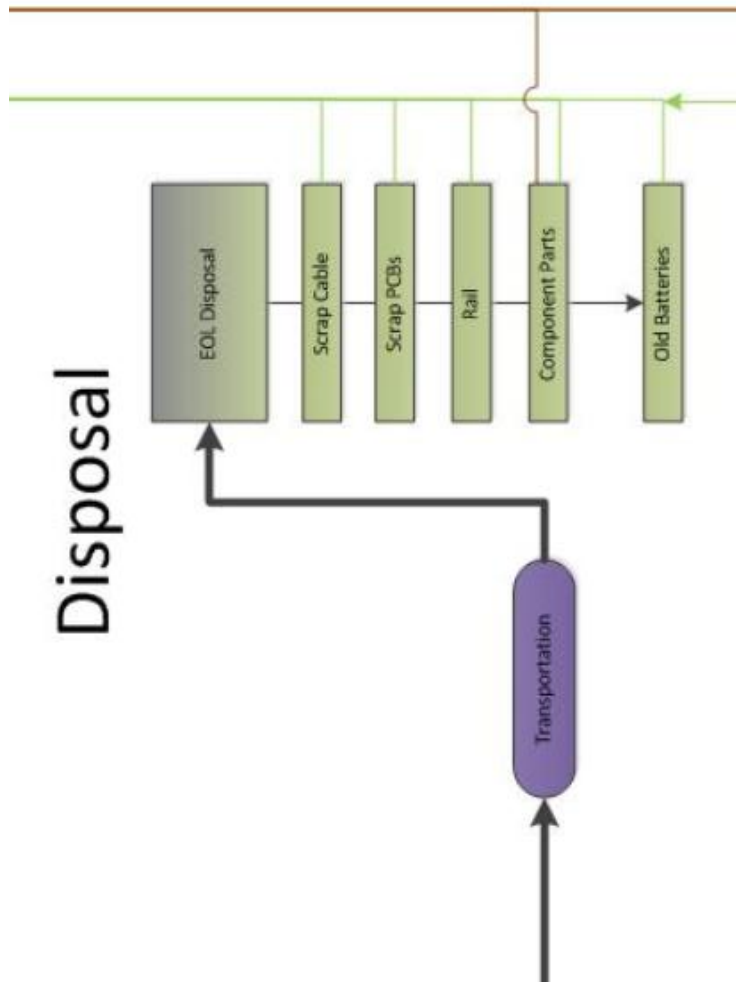 Disposal
EOL Disposal
Scrap Cable
Scrap PCBs
Rail
Component Parts
Old Batteries
Transportation